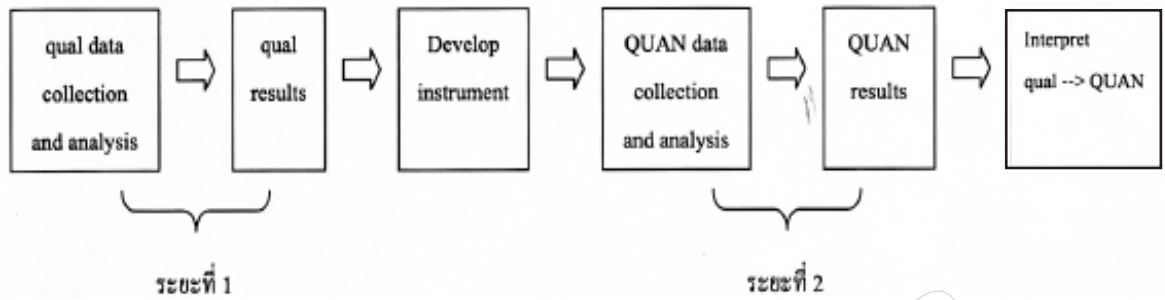 qual data
collection
and analysis
qual
results
Develop
instrument
QUAN data
collection
and analysis
QUAN
results
Interpret
qual --> QUAN
ระยะที่ 1
ระยะที่ 2